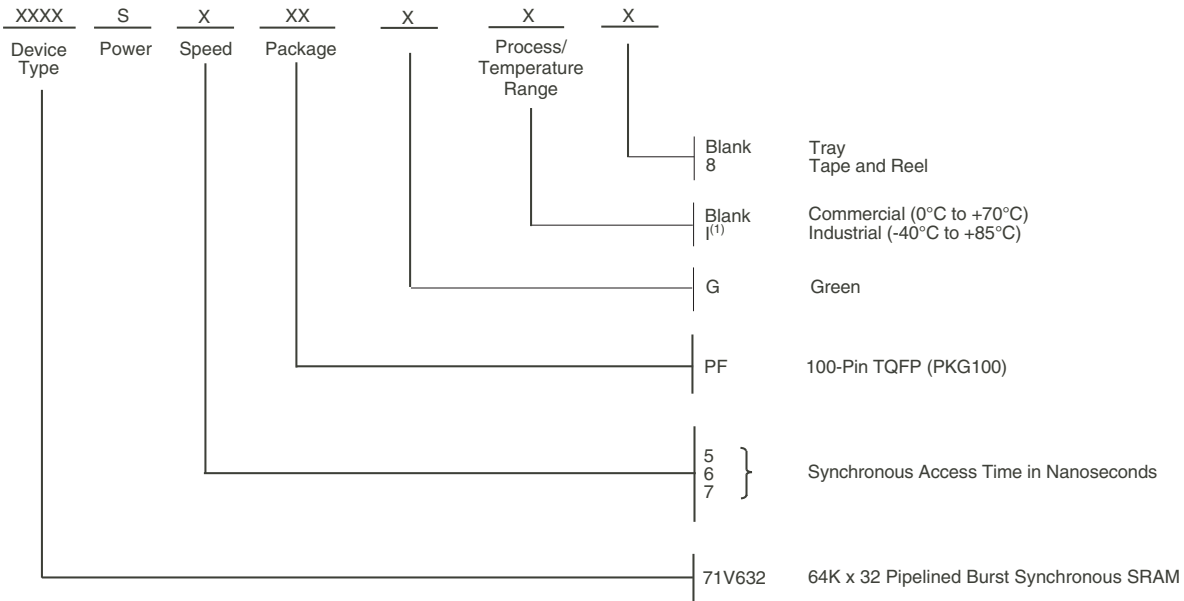 XXXX S X XX X X X
Device Type Power Speed Package Process/ Temperature Range
Blank Tray
8 Tape and Reel
Blank Commercial (0°C to +70°C)
I(1) Industrial (-40°C to +85°C)
G Green
PF 100-Pin TQFP (PKG100)
5
6 Synchronous Access Time in Nanoseconds
7
71V632 64K x 32 Pipelined Burst Synchronous SRAM